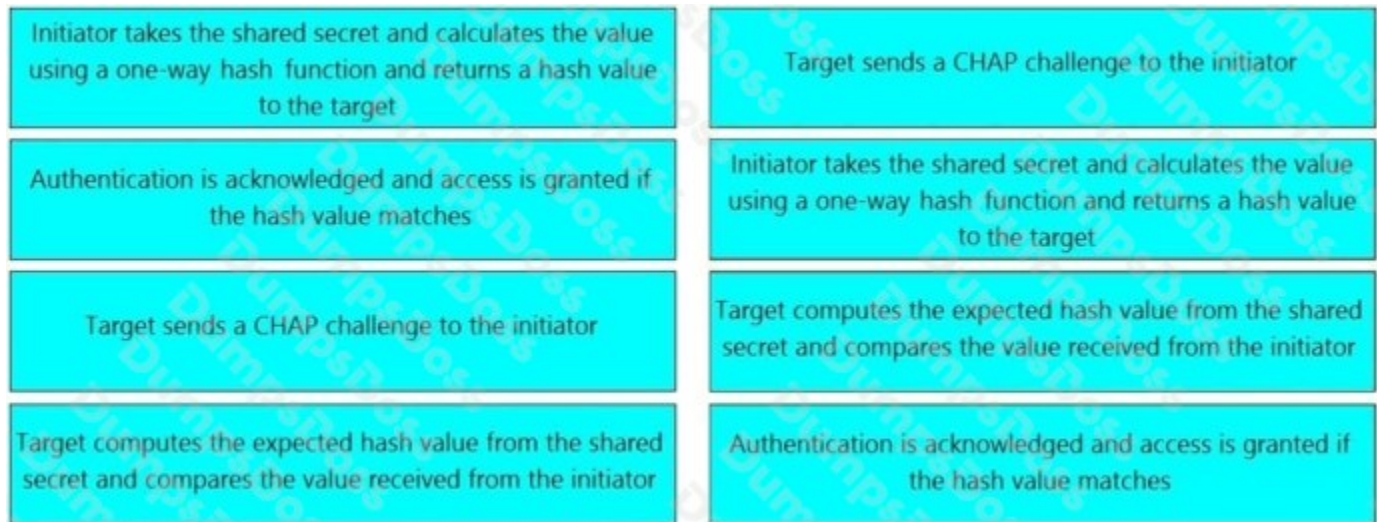 Initiator takes the shared secret and calculates the value
using a one-way hash function and returns a hash value
to the target
Authentication is acknowledged and access is granted if
the hash value matches
Target sends a CHAP challenge to the initiator
Target computes the expected hash value from the shared
secret and compares the value received from the initiator
Target sends a CHAP challenge to the initiator
Initiator takes the shared secret and calculates the value
using a one-way hash function and returns a hash value
to the target
Target computes the expected hash value from the shared
secret and compares the value received from the initiator
Authentication is acknowledged and access is granted if
the hash value matches
DumpsDoss